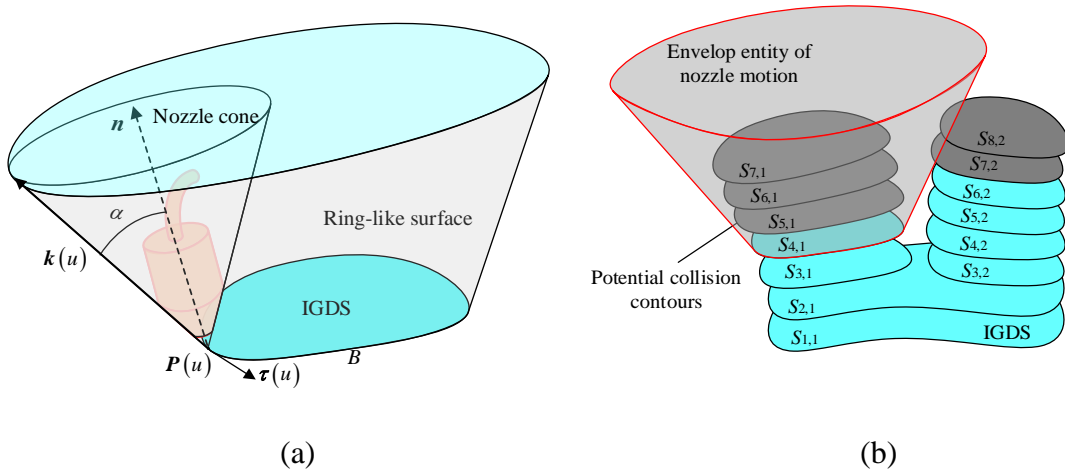 Nozzle cone
n
α
Ring-like surface
k(u)
IGDS
P(u)
B
τ(u)
(a)
Envelop entity of
nozzle motion
S8,2
S7,1
S7,2
S6,1
S6,2
S5,1
S5,2
S4,1
S4,2
Potential collision
contours
S3,1
S3,2
S2,1
S1,1
IGDS
(b)